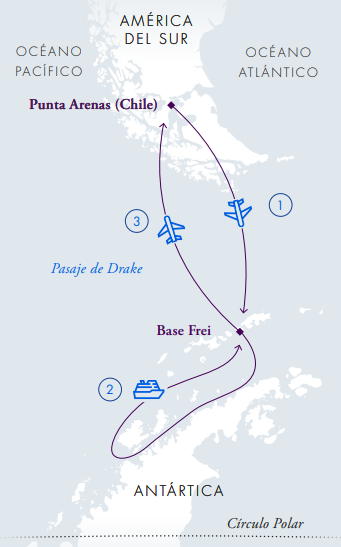 AMÉRICA
DEL SUR
OCÉANO
PACÍFICO
OCÉANO
ATLÁNTICO
Punta Arenas (Chile)
1
3
Pasaje de Drake
Base Frei
2
ANTÁRTICA
Círculo Polar